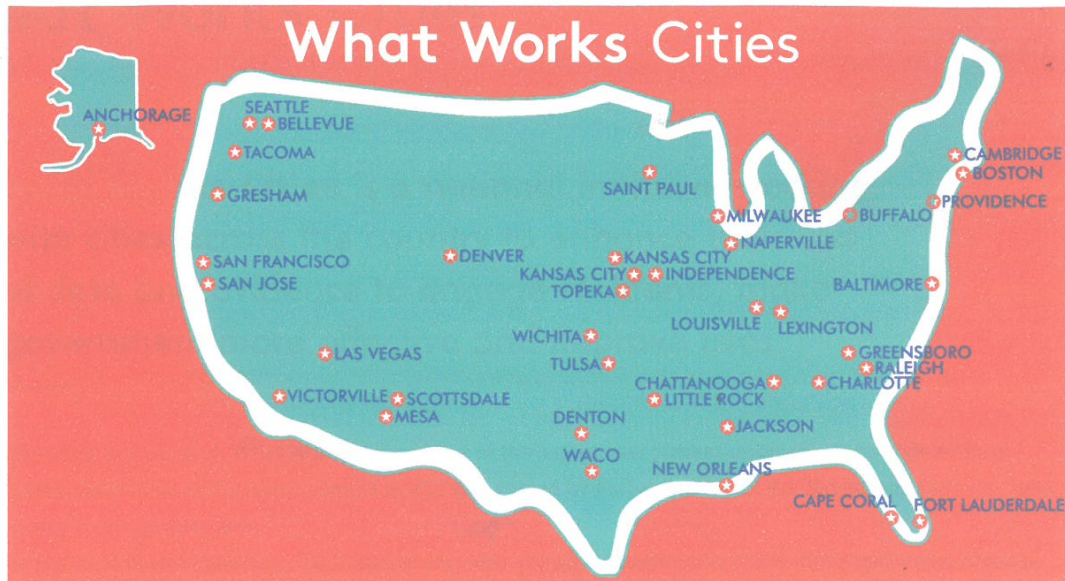 What Works Cities
ANCHORAGE
SEATTLE
BELLEVUE
TACOMA
GRESHAM
SAN FRANCISCO
SAN JOSE
LAS VEGAS
VICTORVILLE
SCOTTSDALE
MESA
DENVER
SAINT PAUL
MILWAUKEE
NAPERVILLE
KANSAS CITY
KANSAS CITY
INDEPENDENCE
TOPEKA
WICHITA
TULSA
LOUISVILLE
LEXINGTON
CHATTANOOGA
LITTLE ROCK
DENTON
WACO
JACKSON
NEW ORLEANS
CAMBRIDGE
BOSTON
PROVIDENCE
BUFFALO
BALTIMORE
GREENSBORO
RALEIGH
CHARLOTTE
CAPE CORAL
FORT LAUDERDALE